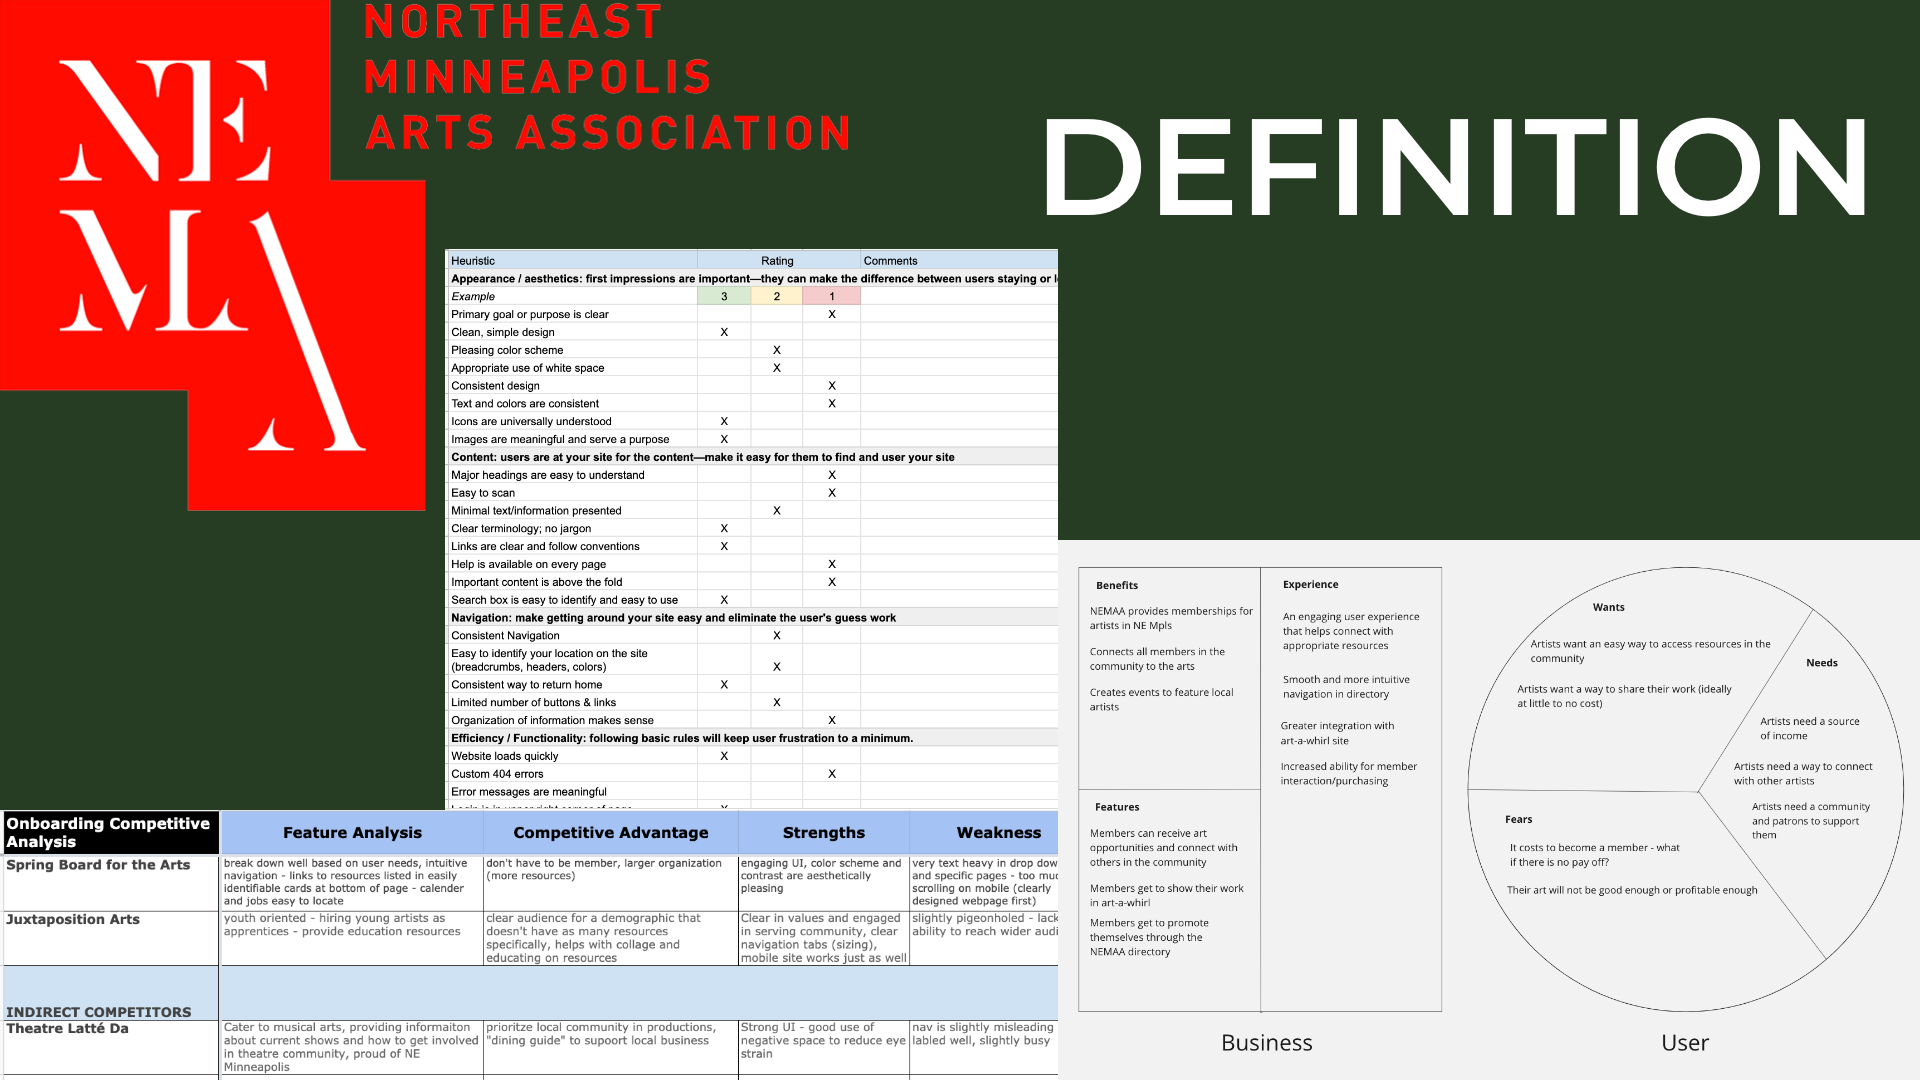 NE
MA
NORTHEAST
MINNEAPOLIS
ARTS ASSOCIATION
DEFINITION
Heuristic Rating Comments
Appearance / aesthetics: first impressions are important—they can make the difference between users staying or
Example 3 2 1
Primary goal or purpose is clear X
Clean, simple design X
Pleasing color scheme X
Appropriate use of white space X
Consistent design X
Text and colors are consistent X
Icons are universally understood X
Images are meaningful and serve a purpose X
Content: users are at your site for the content—make it easy for them to find and user your site
Major headings are easy to understand X
Easy to scan X
Minimal text/information presented X
Clear terminology; no jargon X
Links are clear and follow conventions X
Help is available on every page X
Important content is above the fold X
Search box is easy to identify and easy to use X
Navigation: make getting around your site easy and eliminate the user's guess work
Consistent Navigation X
Easy to identify your location on the site
(breadcrumbs, headers, colors) X
Consistent way to return home X
Limited number of buttons & links X
Organization of information makes sense X
Efficiency / Functionality: following basic rules will keep user frustration to a minimum.
Website loads quickly X
Custom 404 errors X
Error messages are meaningful
Onboarding Competitive
Analysis
Feature Analysis
Competitive Advantage
Strengths
Weakness
Spring Board for the Arts
break down well based on user needs, intuitive
navigation - links to resources listed in easily
identifiable cards at bottom of page - calender
and jobs easy to locate
don't have to be member, larger organization
(more resources)
engaging UI, color scheme and
contrast are aesthetically
pleasing
very text heavy in drop
and specific pages - too
scrolling on mobile (clearly
designed webpage first)
Juxtaposition Arts
youth oriented - hiring young artists as
apprentices - provide education resources
clear audience for a demographic that
doesn't have as many resources
specifically, helps with collage and
educating on resources
Clear in values and engaged
in serving community, clear
navigation tabs (sizing),
mobile site works just as well
slightly pigeonholed - lack
ability to reach wider
INDIRECT COMPETITORS
Theatre Latté Da
Cater to musical arts, providing informaiton
about current shows and how to get involved
in theatre community, proud of NE
Minneapolis
prioritze local community in productions,
"dining guide" to support local business
Strong UI - good use of
negative space to reduce eye
strain
nav is slightly misleading
labled well, slightly busy
Benefits
NEMAA provides memberships for
artists in NE Mpls
Connects all members in the
community to the arts
Creates events to feature local
artists
Features
Members can receive art
opportunities and connect with
others in the community
Members get to show their work
in art-a-whirl
Members get to promote
themselves through the
NEMAA directory
Experience
An engaging user experience
that helps connect with
appropriate resources
Smooth and more intuitive
navigation in directory
Greater integration with
art-a-whirl site
Increased ability for member
interaction/purchasing
Business
Wants
Artists want an easy way to access resources in the
community
Artists want a way to share their work (ideally
at little to no cost)
Needs
Artists need a source
of income
Artists need a way to connect
with other artists
Artists need a community
and patrons to support
them
Fears
It costs to become a member - what
if there is no pay off?
Their art will not be good enough or profitable enough
User